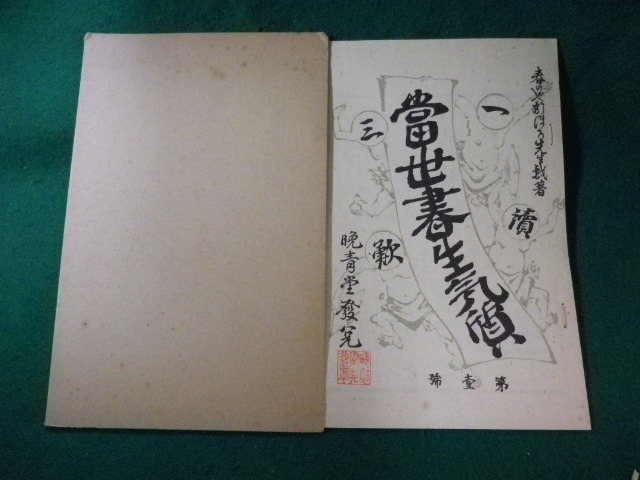 春のやおぼろ先生戯著
一讀三歎
當世書生氣質
晩青堂發兌
第壹號